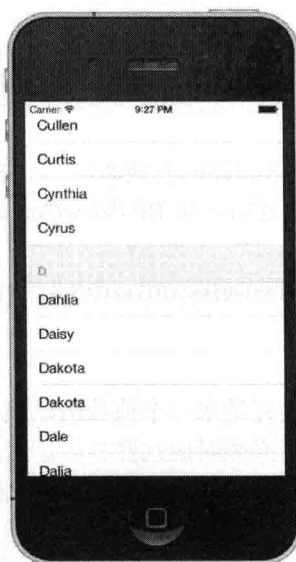 Carrier 9:27 PM
Cullen
Curtis
Cynthia
Cyrus
D
Dahlia
Daisy
Dakota
Dakota
Dale
Dalia